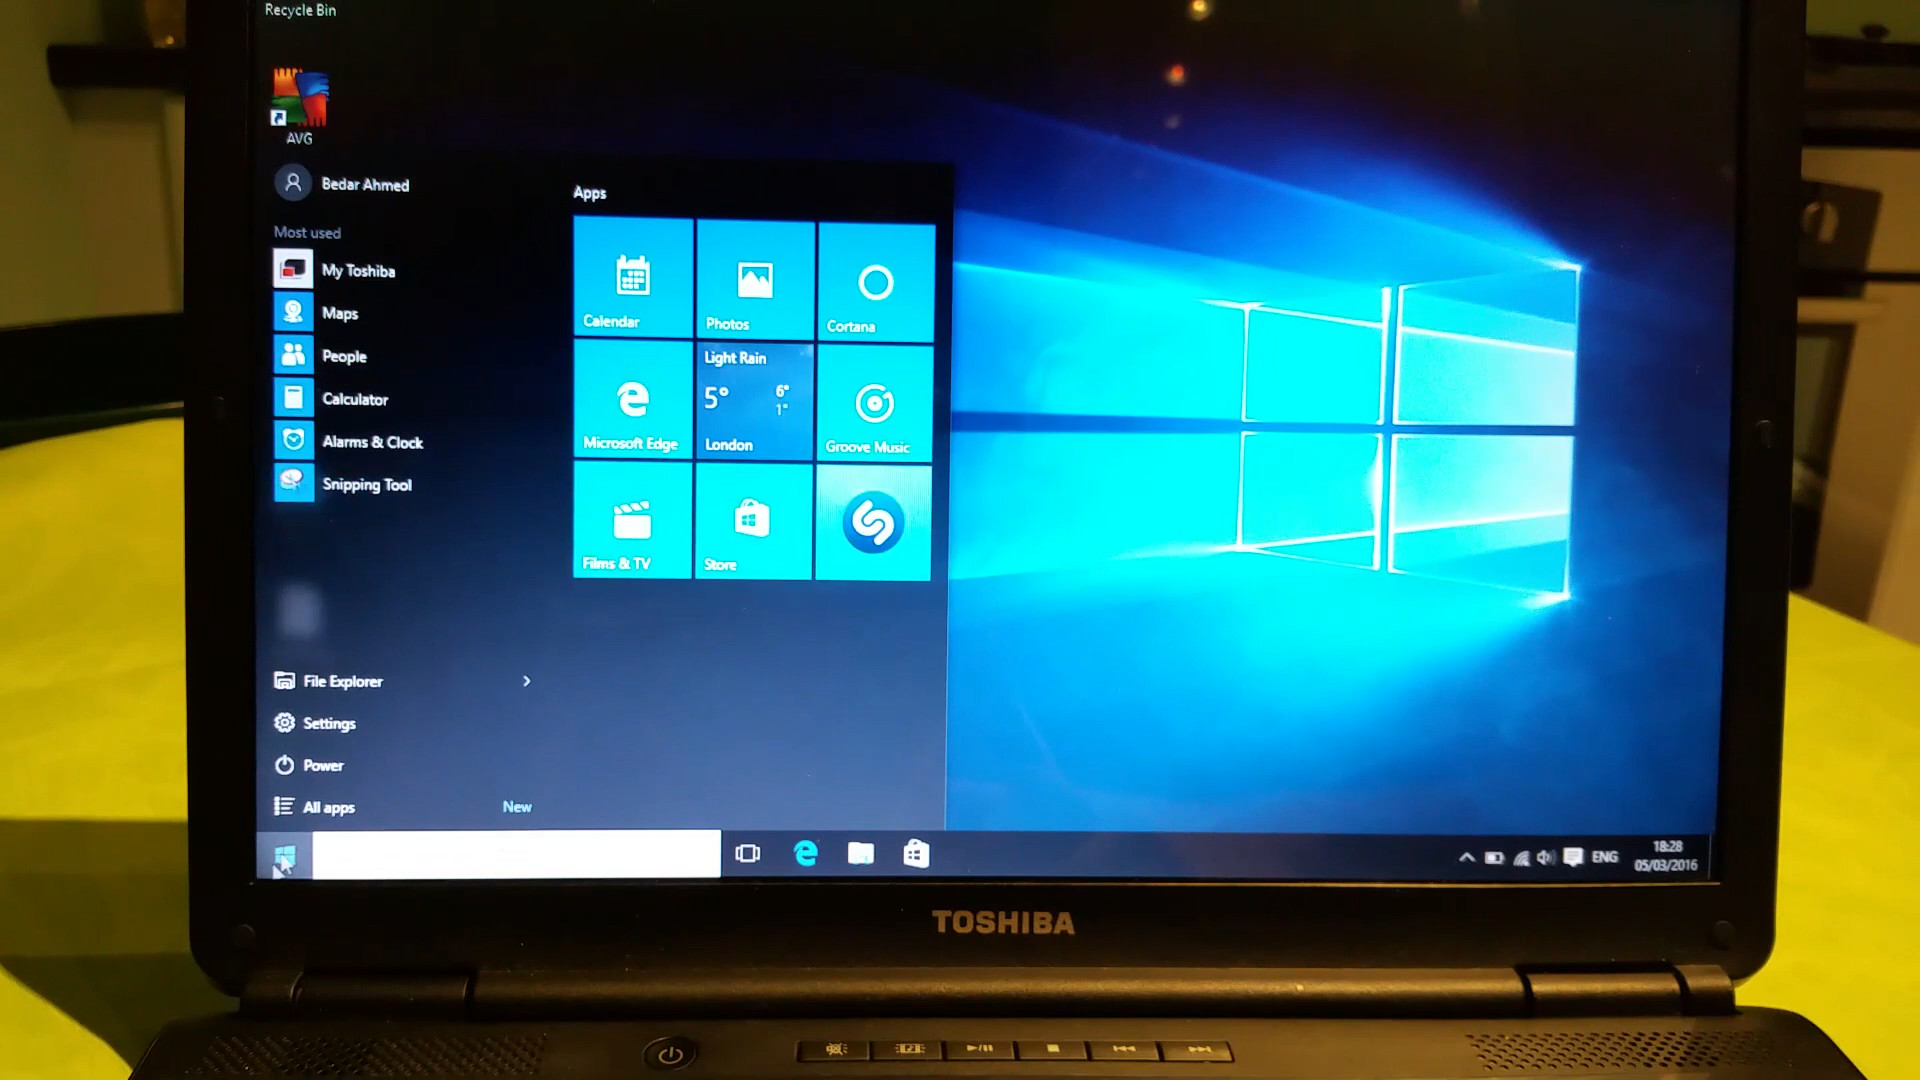 Recycle Bin
AVG
Bedar Ahmed
Most used
My Toshiba
Maps
People
Calculator
Alarms & Clock
Snipping Tool
File Explorer
Settings
Power
All apps
New
Apps
Calendar
Photos
Cortana
Microsoft Edge
Light Rain
5°
6°
1°
London
Groove Music
Films & TV
Store
ENG
18:28
05/03/2016
TOSHIBA